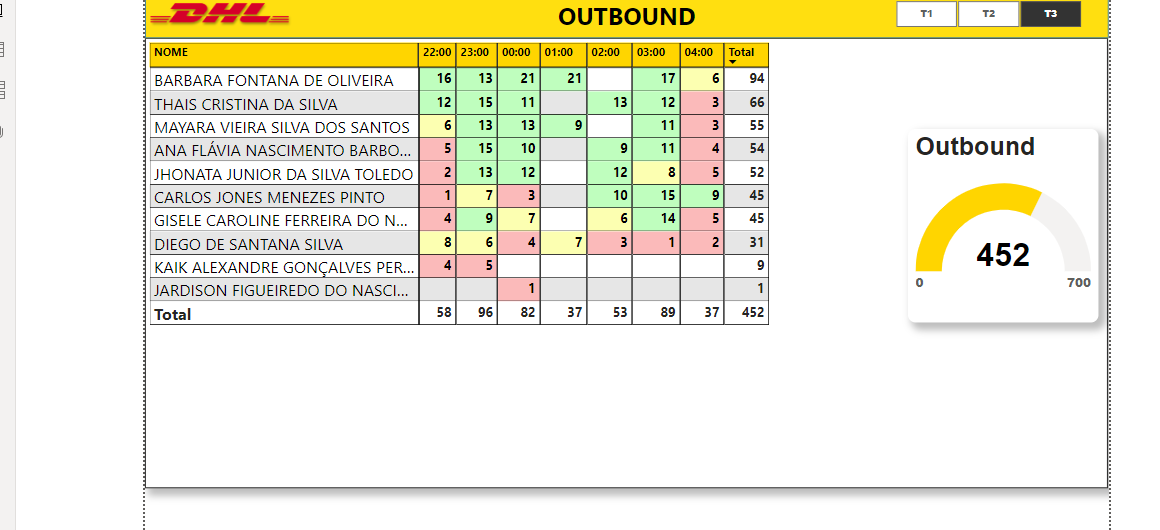 DHL
OUTBOUND
T1 T2 T3
NOME 22:00 23:00 00:00 01:00 02:00 03:00 04:00 Total
BARBARA FONTANA DE OLIVEIRA 16 13 21 21 17 6 94
THAIS CRISTINA DA SILVA 12 15 11 13 12 3 66
MAYARA VIEIRA SILVA DOS SANTOS 6 13 13 9 11 3 55
ANA FLÁVIA NASCIMENTO BARBO... 5 15 10 9 11 4 54
JHONATA JUNIOR DA SILVA TOLEDO 2 13 12 12 8 5 52
CARLOS JONES MENEZES PINTO 1 7 3 10 15 9 45
GISELE CAROLINE FERREIRA DO N... 4 9 7 6 14 5 45
DIEGO DE SANTANA SILVA 8 6 4 7 3 1 2 31
KAIK ALEXANDRE GONÇALVES PER... 4 5 9
JARDISON FIGUEIREDO DO NASCI... 1 1
Total 58 96 82 37 53 89 37 452
Outbound
452
0 700